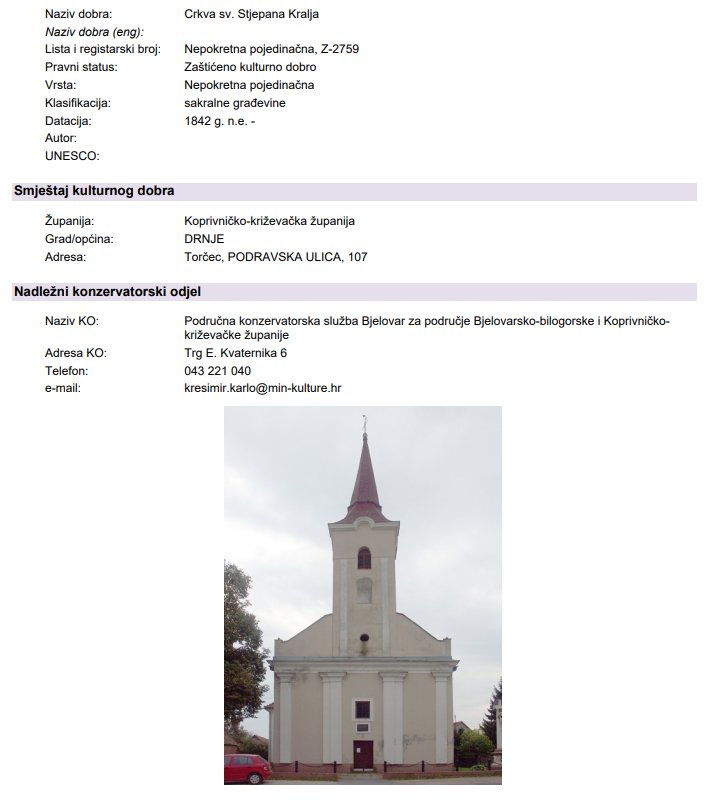 Naziv dobra: Crkva sv. Stjepana Kralja
Naziv dobra (eng):
Lista i registarski broj: Nepokretna pojedinačna, Z-2759
Pravni status: Zaštićeno kulturno dobro
Vrsta: Nepokretna pojedinačna
Klasifikacija: sakralne građevine
Datacija: 1842 g. n.e. -
Autor:
UNESCO:
Smještaj kulturnog dobra
Županija: Koprivničko-križevačka županija
Grad/općina: DRNJE
Adresa: Torčec, PODRAVSKA ULICA, 107
Nadležni konzervatorski odjel
Naziv KO: Područna konzervatorska služba Bjelovar za područje Bjelovarsko-bilogorske i Koprivničko-
križevačke županije
Adresa KO: Trg E. Kvaternika 6
Telefon: 043 221 040
e-mail: kresimir.karlo@min-kulture.hr